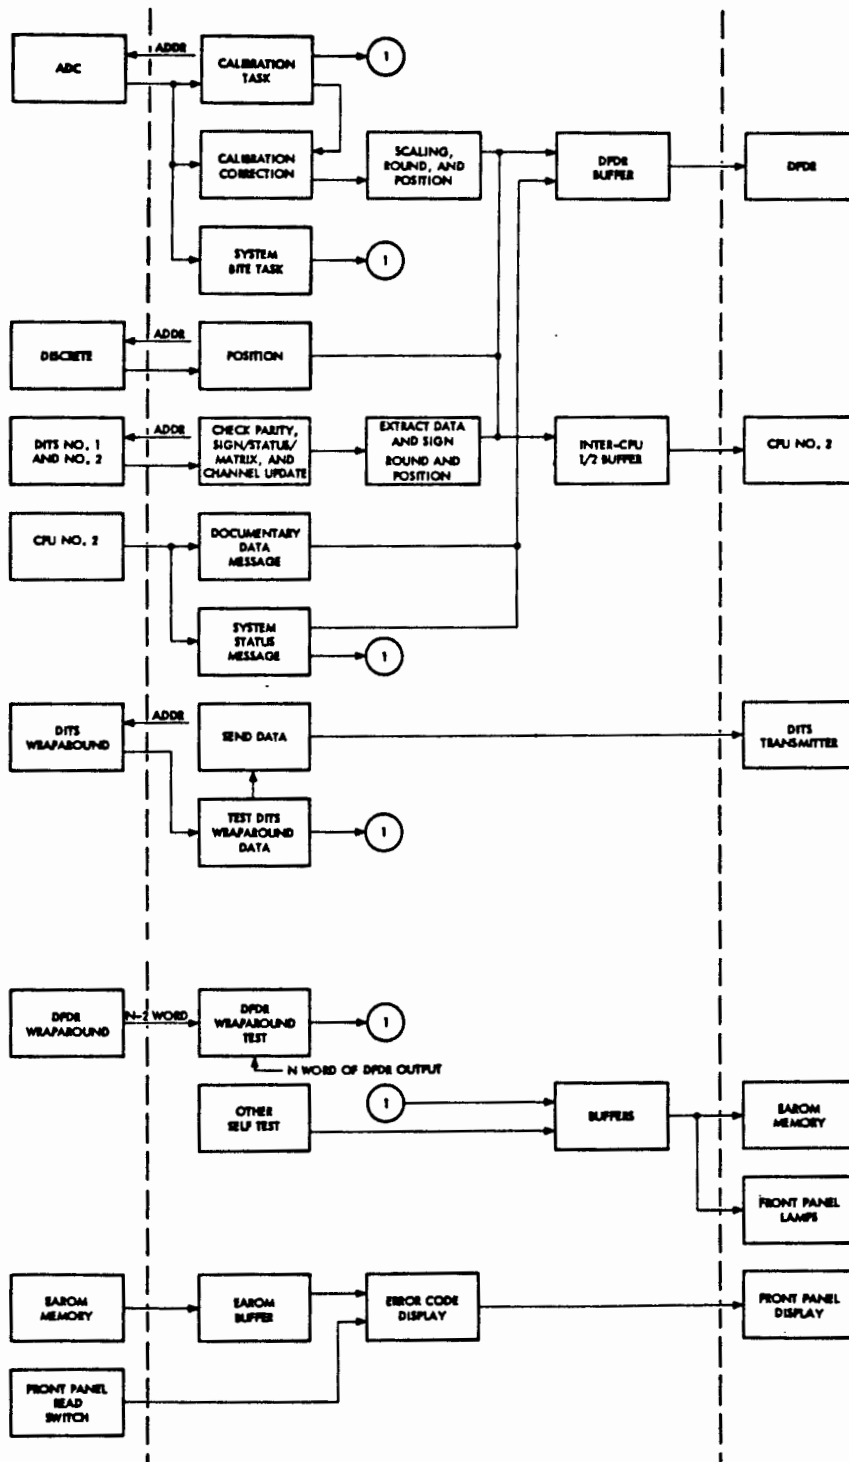 ADC
ADDR
CALIBRATION
TASK
1
CALIBRATION
CORRECTION
SCALING,
ROUND, AND
POSITION
DFDR
BUFFER
DFDR
SYSTEM
BITE TASK
1
DISCRETE
ADDR
POSITION
DITS NO. 1
AND NO. 2
ADDR
CHECK PARITY,
SIGN/STATUS/
MATRIX, AND
CHANNEL UPDATE
EXTRACT DATA
AND SIGN
ROUND AND
POSITION
INTER-CPU
1/2 BUFFER
CPU NO. 2
CPU NO. 2
DOCUMENTARY
DATA
MESSAGE
SYSTEM
STATUS
MESSAGE
1
DITS
WRAPAROUND
ADDR
SEND DATA
DITS
TRANSMITTER
TEST DITS
WRAPAROUND
DATA
1
DFDR
WRAPAROUND
N-2 WORD
DFDR
WRAPAROUND
TEST
1
N WORD OF DFDR OUTPUT
OTHER
SELF TEST
1
BUFFERS
EAROM
MEMORY
FRONT PANEL
LAMPS
EAROM
MEMORY
EAROM
BUFFER
ERROR CODE
DISPLAY
FRONT PANEL
DISPLAY
FRONT PANEL
READ
SWITCH